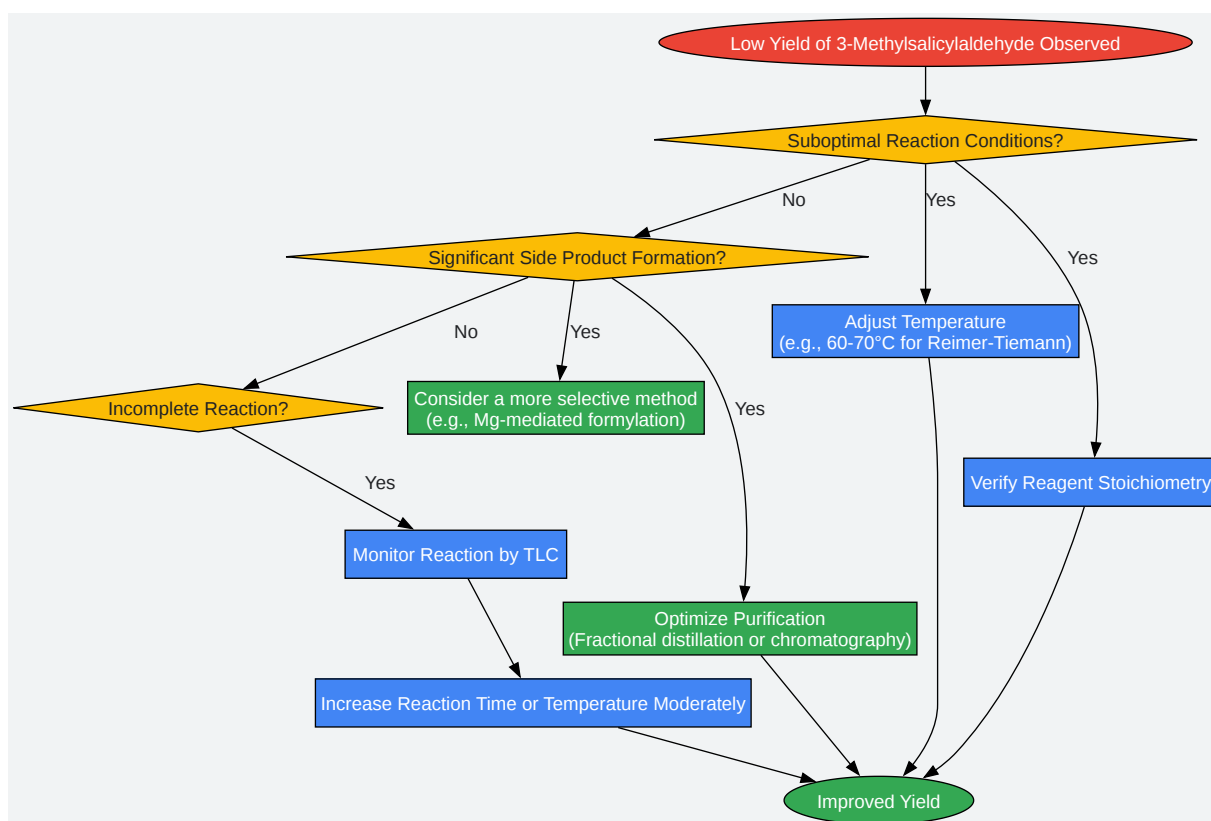 Low Yield of 3-Methylsalicylaldehyde Observed
Suboptimal Reaction Conditions?
No
Yes
Yes
Significant Side Product Formation?
Adjust Temperature
(e.g., 60-70°C for Reimer-Tiemann)
No
Yes
Yes
Incomplete Reaction?
Consider a more selective method
(e.g., Mg-mediated formylation)
Verify Reagent Stoichiometry
Yes
Monitor Reaction by TLC
Optimize Purification
(Fractional distillation or chromatography)
Increase Reaction Time or Temperature Moderately
Improved Yield